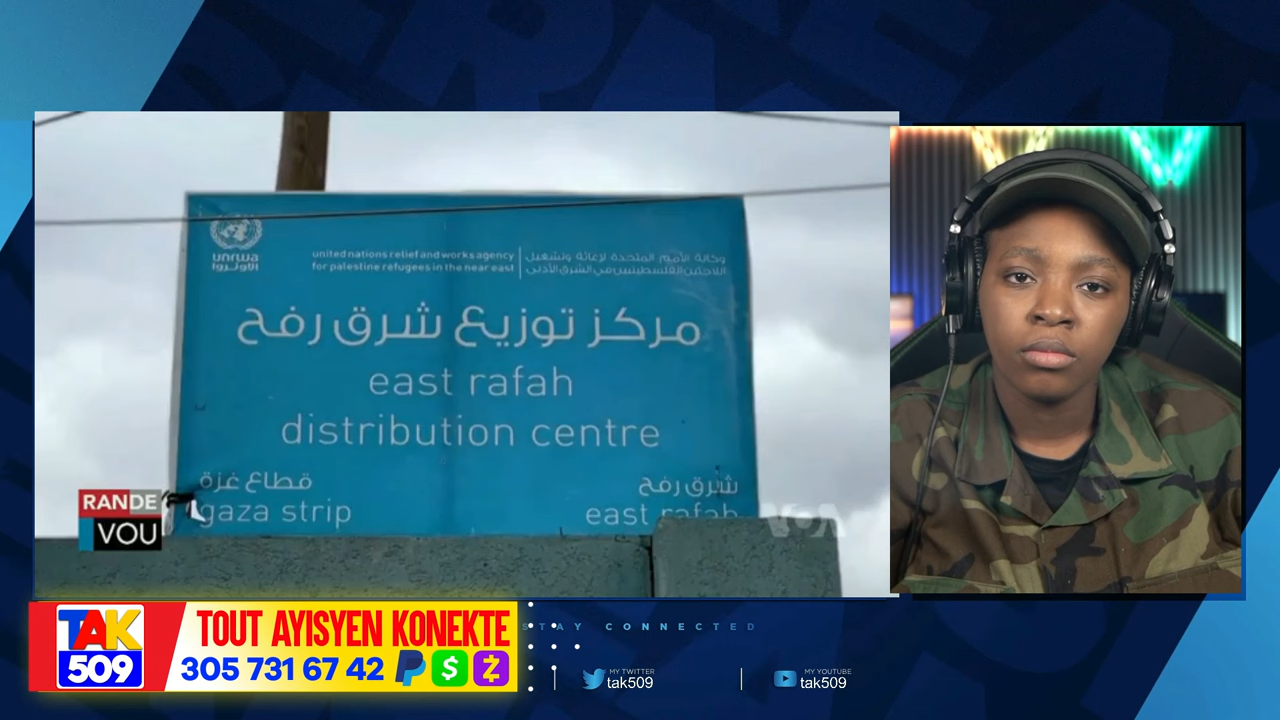 unrwa
الاونروا
united nations relief and works agency
for palestine refugees in the near east
وكالة الأمم المتحدة لإغاثة وتشغيل
اللاجئين الفلسطينيين في الشرق الأدنى
مركز توزيع شرق رفح
east rafah
distribution centre
قطاع غزة
gaza strip
شرق رفح
east rafah
RANDE
VOU
VOA
TAK
509
TOUT AYISYEN KONEKTE
305 731 67 42
STAY CONNECTED
MY TWITTER
tak509
MY YOUTUBE
tak509